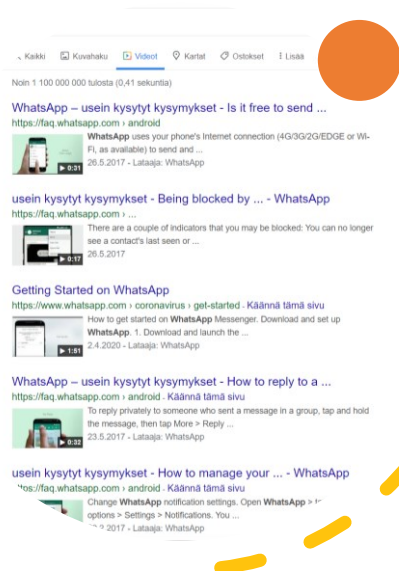 Kaikki Kuvahaku Videot Kartat Ostokset Lisää
Noin 1 100 000 000 tulosta (0,41 sekuntia)
WhatsApp – usein kysytyt kysymykset - Is it free to send ...
https://faq.whatsapp.com › android
WhatsApp uses your phone's Internet connection (4G/3G/2G/EDGE or Wi-
Fi, as available) to send and ...
0:31
26.5.2017 - Lataaja: WhatsApp
usein kysytyt kysymykset - Being blocked by ... - WhatsApp
https://faq.whatsapp.com › ...
There are a couple of indicators that you may be blocked: You can no longer
see a contact's last seen or ...
0:17
26.5.2017
Getting Started on WhatsApp
https://www.whatsapp.com › coronavirus › get-started - Käännä tämä sivu
How to get started on WhatsApp Messenger. Download and set up
WhatsApp. 1. Download and launch the ...
1:51
2.4.2020 - Lataaja: WhatsApp
WhatsApp – usein kysytyt kysymykset - How to reply to a ...
https://faq.whatsapp.com › android - Käännä tämä sivu
To reply privately to someone who sent a message in a group, tap and hold
the message, then tap More > Reply ...
0:32
23.5.2017 - Lataaja: WhatsApp
usein kysytyt kysymykset - How to manage your ... - WhatsApp
faq.whatsapp.com › android - Käännä tämä sivu
Change WhatsApp notification settings. Open WhatsApp >
options > Settings > Notifications. You ...
2017 - Lataaja: WhatsApp